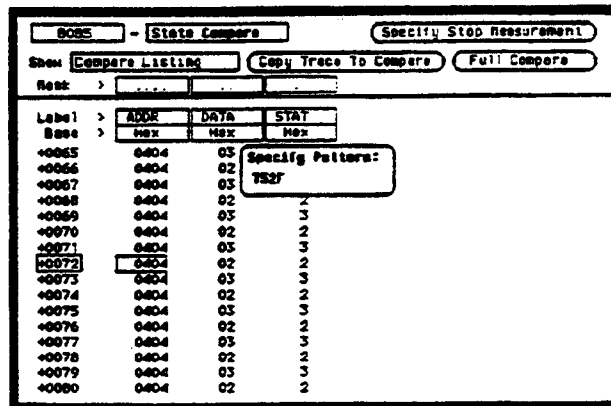 8085 - State Compare Specify Stop Measurement
Show Compare Listing Copy Trace To Compare Full Compare
Mask > .... .. .
Label > ADDR DATA STAT
Base > Hex Hex Hex
+0065 0404 03
+0066 0404 02
+0067 0404 03
Specify Pattern:
752F
+0068 0404 02 2
+0069 0404 03 3
+0070 0404 02 2
+0071 0404 03 3
+0072 0404 02 2
+0073 0404 03 3
+0074 0404 02 2
+0075 0404 03 3
+0076 0404 02 2
+0077 0404 03 3
+0078 0404 02 2
+0079 0404 03 3
+0080 0404 02 2